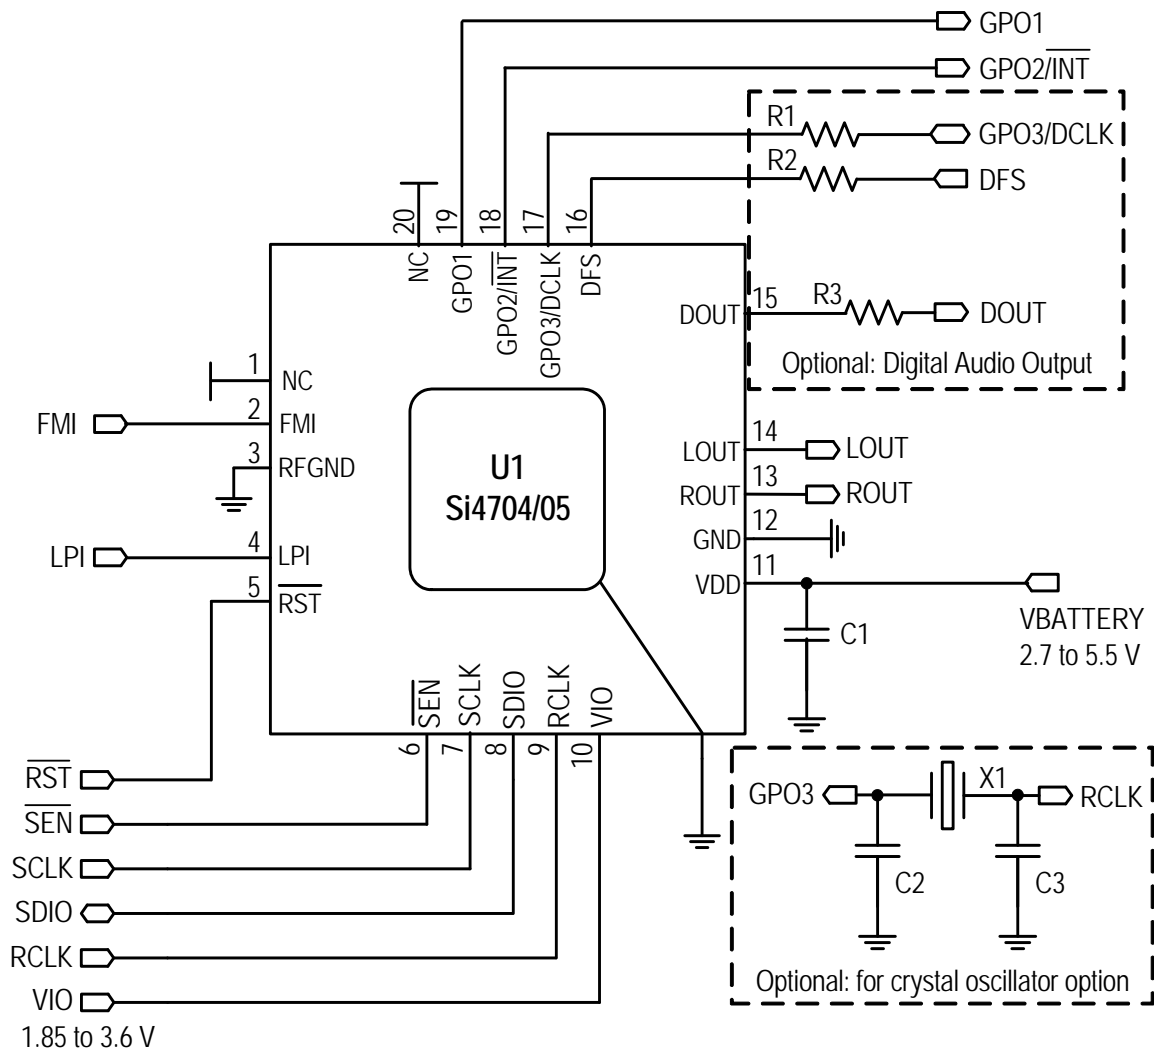 GPO1
GPO2/INT
R1
GPO3/DCLK
R2
DFS
20
19
18
17
16
NC
GPO1
GPO2/INT
GPO3/DCLK
DFS
DOUT
15
R3
DOUT
Optional: Digital Audio Output
1
NC
FMI
2
FMI
3
RFGND
LPI
4
LPI
5
RST
U1
Si4704/05
LOUT
14
LOUT
ROUT
13
ROUT
GND
12
VDD
11
VBATTERY
2.7 to 5.5 V
C1
SEN
SCLK
SDIO
RCLK
VIO
6
7
8
9
10
RST
SEN
SCLK
SDIO
RCLK
VIO
1.85 to 3.6 V
GPO3
X1
RCLK
C2
C3
Optional: for crystal oscillator option